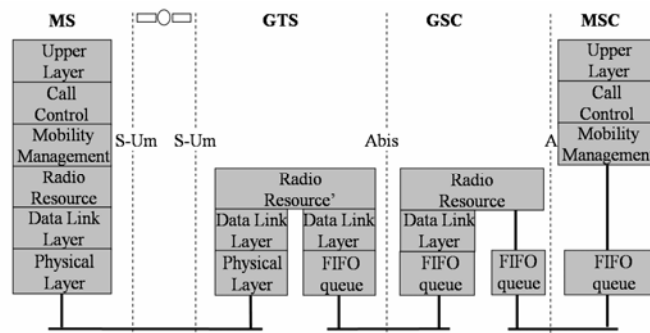 MS
GTS
GSC
MSC
Upper
Layer
Call
Control
Mobility
Management
Radio
Resource
Data Link
Layer
Physical
Layer
S-Um
S-Um
Radio
Resource’
Data Link
Layer
Physical
Layer
Data Link
Layer
FIFO
queue
Abis
Radio
Resource
Data Link
Layer
FIFO
queue
FIFO
queue
A
Upper
Layer
Call
Control
Mobility
Management
FIFO
queue